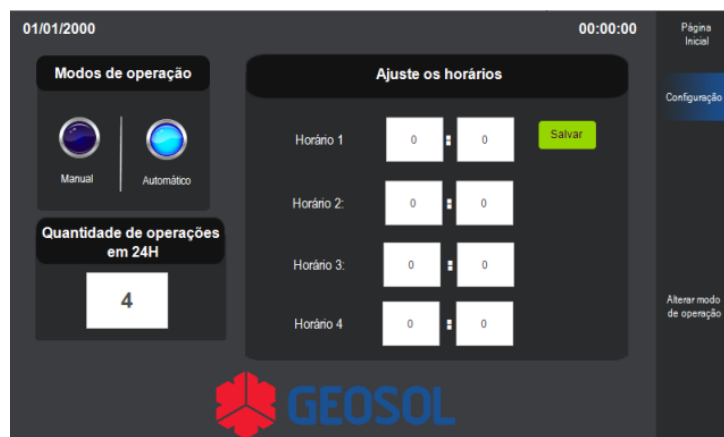 01/01/2000
00:00:00
Página
Inicial
Modos de operação
Ajuste os horários
Configuração
Horário 1
0
:
0
Salvar
Manual
Automático
Horário 2:
0
:
0
Quantidade de operações
em 24H
Horário 3:
0
:
0
4
Alterar modo
de operação
Horário 4
0
:
0
GEOSOL